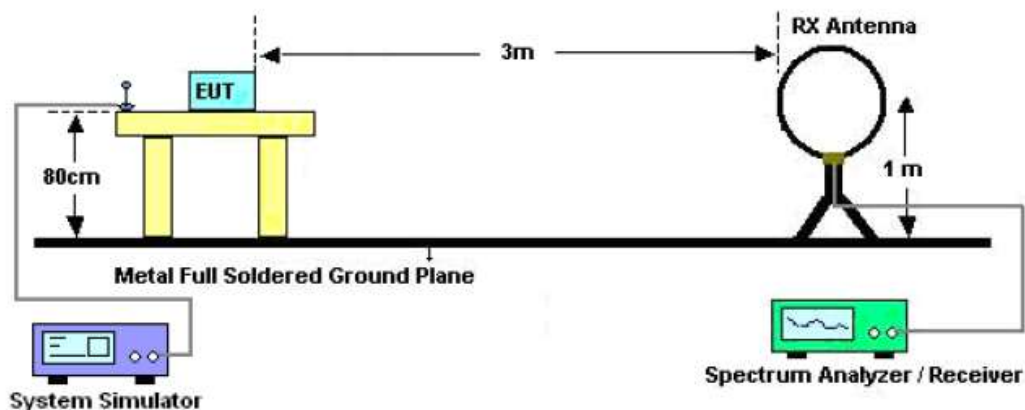 RX Antenna
3m
EUT
80cm
1 m
Metal Full Soldered Ground Plane
System Simulator
Spectrum Analyzer / Receiver